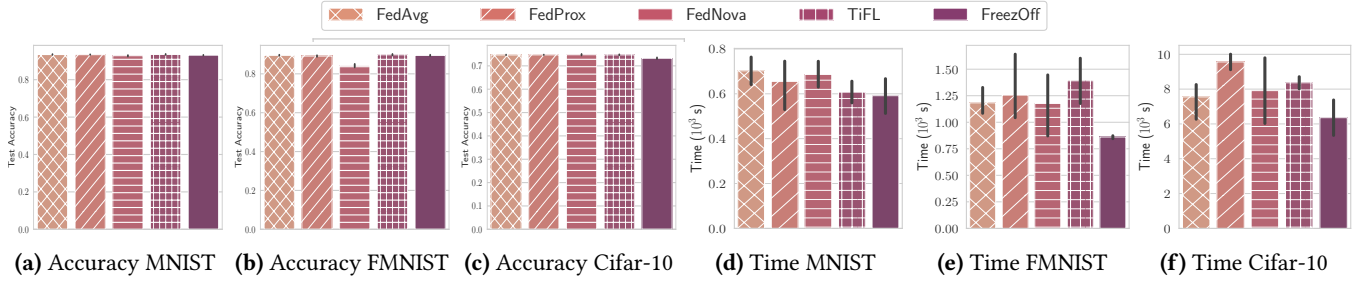 FedAvg FedProx FedNova TiFL FreezOff
Test Accuracy
0.8
0.6
0.4
0.2
0.0
(a) Accuracy MNIST
Test Accuracy
0.8
0.6
0.4
0.2
0.0
(b) Accuracy FMNIST
Test Accuracy
0.7
0.6
0.5
0.4
0.3
0.2
0.1
0.0
(c) Accuracy Cifar-10
Time (10³ s)
0.8
0.6
0.4
0.2
0.0
(d) Time MNIST
Time (10³ s)
1.50
1.25
1.00
0.75
0.50
0.25
0.00
(e) Time FMNIST
Time (10³ s)
10
8
6
4
2
0
(f) Time Cifar-10